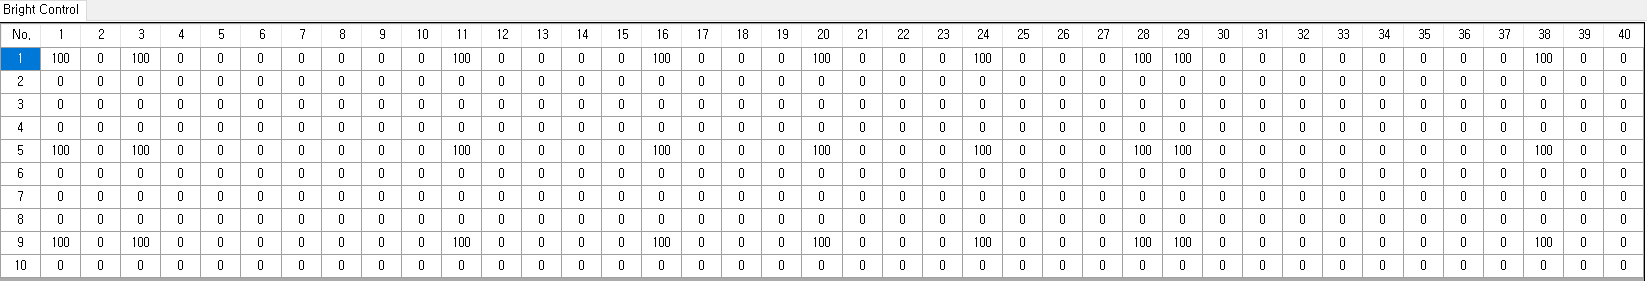 Bright Control
No. 1 2 3 4 5 6 7 8 9 10 11 12 13 14 15 16 17 18 19 20 21 22 23 24 25 26 27 28 29 30 31 32 33 34 35 36 37 38 39 40
1 100 0 100 0 0 0 0 0 0 0 100 0 0 0 0 100 0 0 0 100 0 0 0 100 0 0 0 100 100 0 0 0 0 0 0 0 0 100 0 0
2 0 0 0 0 0 0 0 0 0 0 0 0 0 0 0 0 0 0 0 0 0 0 0 0 0 0 0 0 0 0 0 0 0 0 0 0 0 0 0 0
3 0 0 0 0 0 0 0 0 0 0 0 0 0 0 0 0 0 0 0 0 0 0 0 0 0 0 0 0 0 0 0 0 0 0 0 0 0 0 0 0
4 0 0 0 0 0 0 0 0 0 0 0 0 0 0 0 0 0 0 0 0 0 0 0 0 0 0 0 0 0 0 0 0 0 0 0 0 0 0 0 0
5 100 0 100 0 0 0 0 0 0 0 100 0 0 0 0 100 0 0 0 100 0 0 0 100 0 0 0 100 100 0 0 0 0 0 0 0 0 100 0 0
6 0 0 0 0 0 0 0 0 0 0 0 0 0 0 0 0 0 0 0 0 0 0 0 0 0 0 0 0 0 0 0 0 0 0 0 0 0 0 0 0
7 0 0 0 0 0 0 0 0 0 0 0 0 0 0 0 0 0 0 0 0 0 0 0 0 0 0 0 0 0 0 0 0 0 0 0 0 0 0 0 0
8 0 0 0 0 0 0 0 0 0 0 0 0 0 0 0 0 0 0 0 0 0 0 0 0 0 0 0 0 0 0 0 0 0 0 0 0 0 0 0 0
9 100 0 100 0 0 0 0 0 0 0 100 0 0 0 0 100 0 0 0 100 0 0 0 100 0 0 0 100 100 0 0 0 0 0 0 0 0 100 0 0
10 0 0 0 0 0 0 0 0 0 0 0 0 0 0 0 0 0 0 0 0 0 0 0 0 0 0 0 0 0 0 0 0 0 0 0 0 0 0 0 0